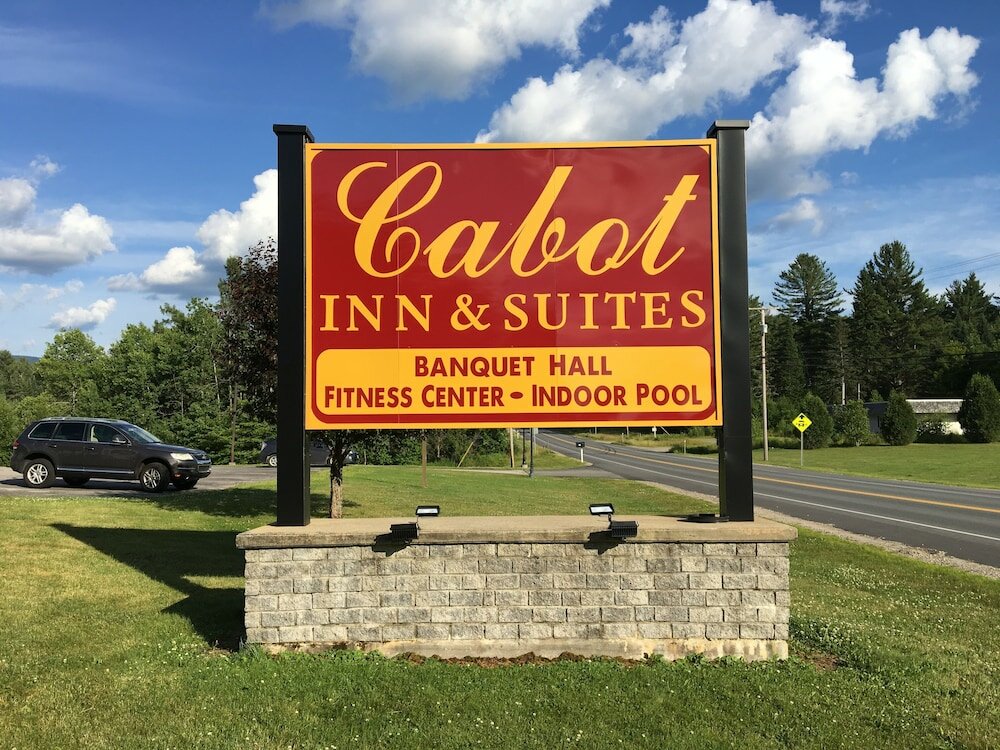 Cabot
INN & SUITES
BANQUET HALL
FITNESS CENTER • INDOOR POOL